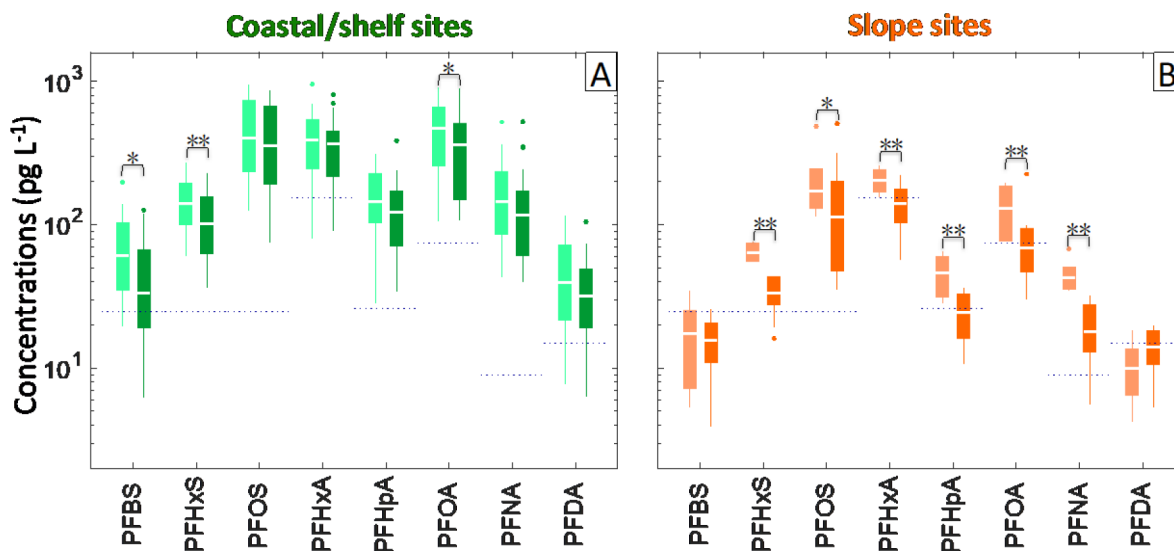 Coastal/shelf sites
Slope sites
A
B
Concentrations (pg L⁻¹)
10³
10²
10¹
*
**
*
*
**
**
**
**
**
PFBS
PFHxS
PFOS
PFHxA
PFHpA
PFOA
PFNA
PFDA
PFBS
PFHxS
PFOS
PFHxA
PFHpA
PFOA
PFNA
PFDA